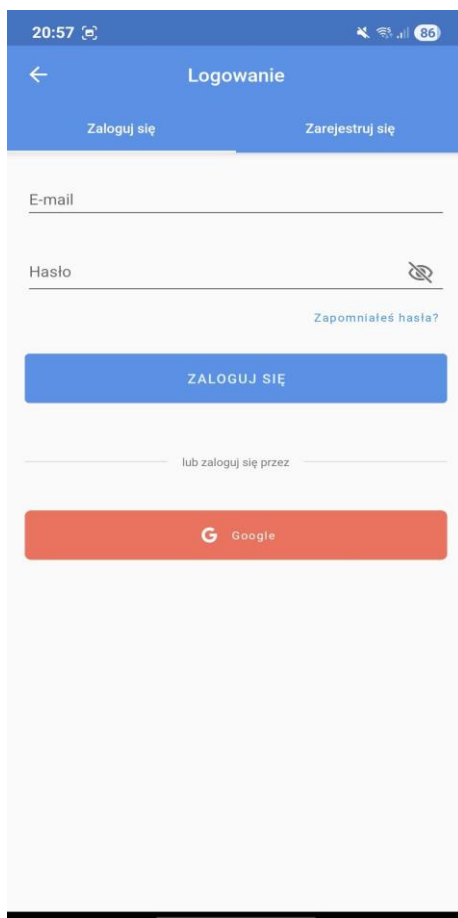 20:57 86
Logowanie
Zaloguj się Zarejestruj się
E-mail
Hasło
Zapomniałeś hasła?
ZALOGUJ SIĘ
lub zaloguj się przez
G Google